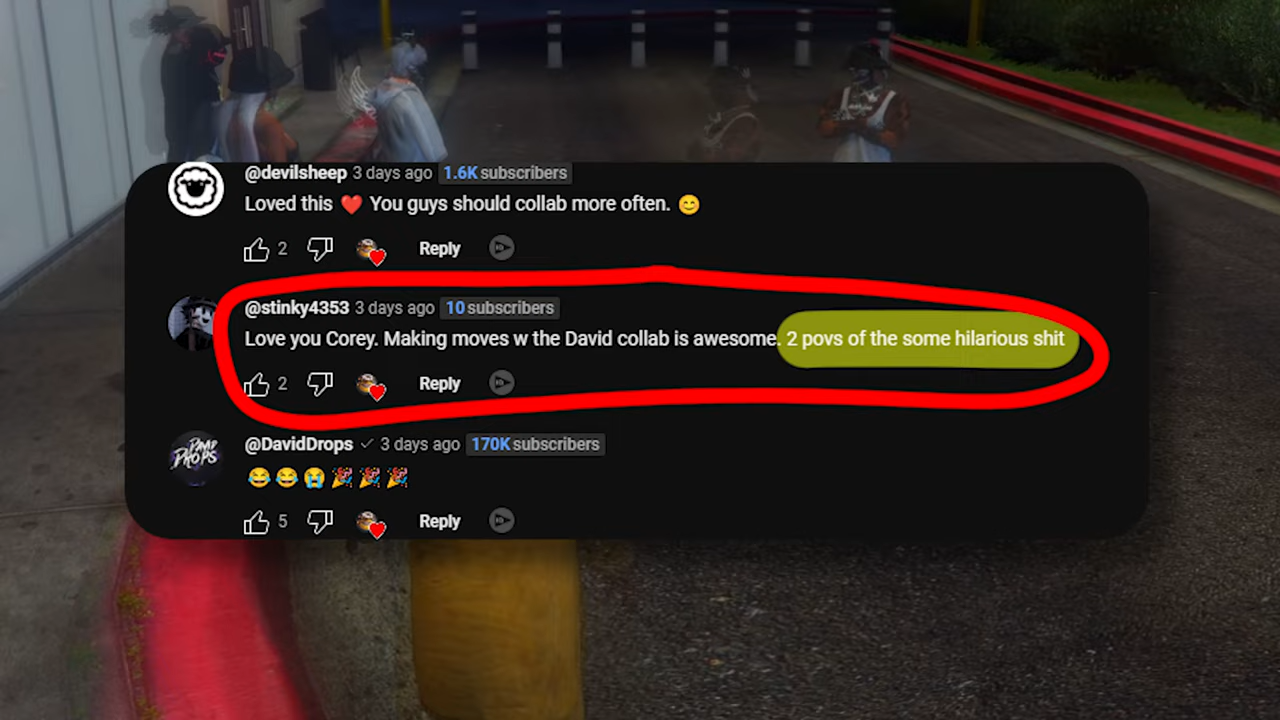 @devilsheep 3 days ago 1.6K subscribers
Loved this ❤️ You guys should collab more often. 😊
2 Reply
@stinky4353 3 days ago 10 subscribers
Love you Corey. Making moves w the David collab is awesome. 2 povs of the some hilarious shit
2 Reply
DAVID DROPS
@DavidDrops 3 days ago 170K subscribers
😂😂😭🎉🎉🎉
5 Reply